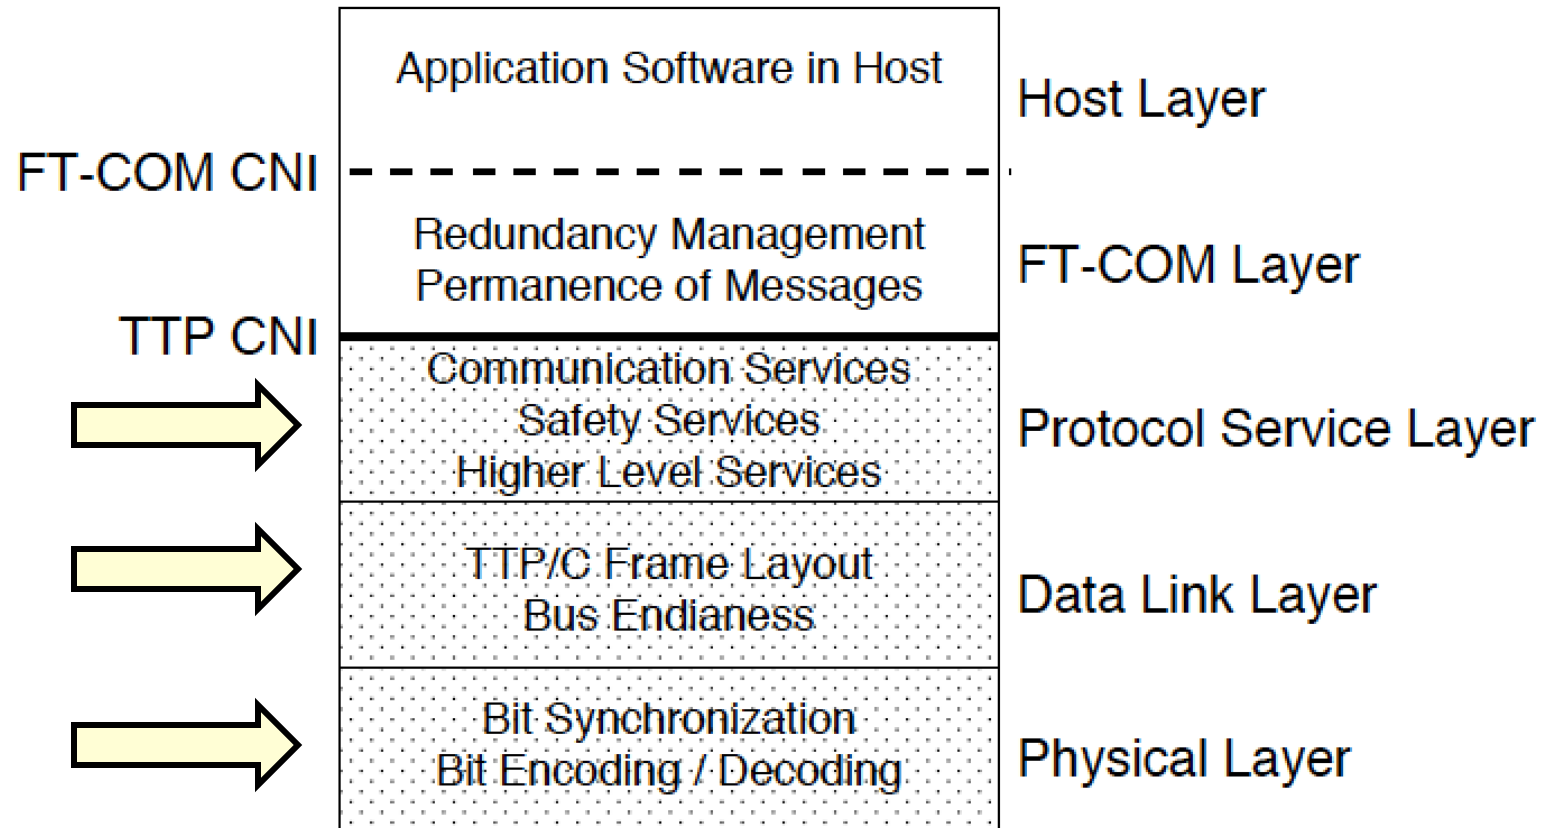 Application Software in Host
Host Layer
FT-COM CNI
Redundancy Management
Permanence of Messages
FT-COM Layer
TTP CNI
Communication Services
Safety Services
Higher Level Services
Protocol Service Layer
TTP/C Frame Layout
Bus Endianess
Data Link Layer
Bit Synchronization
Bit Encoding / Decoding
Physical Layer